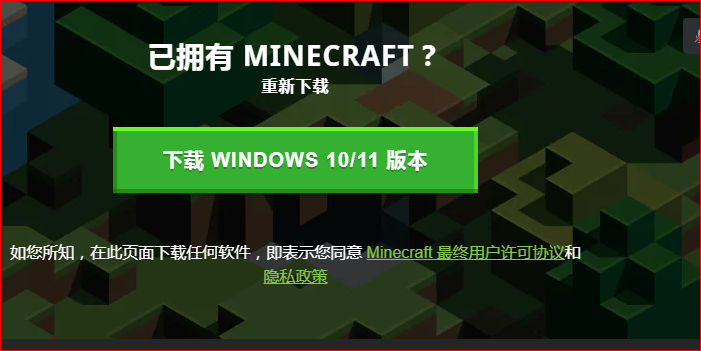 已拥有 MINECRAFT？
重新下载
下载 WINDOWS 10/11 版本
如您所知，在此页面下载任何软件，即表示您同意 Minecraft 最终用户许可协议和
隐私政策